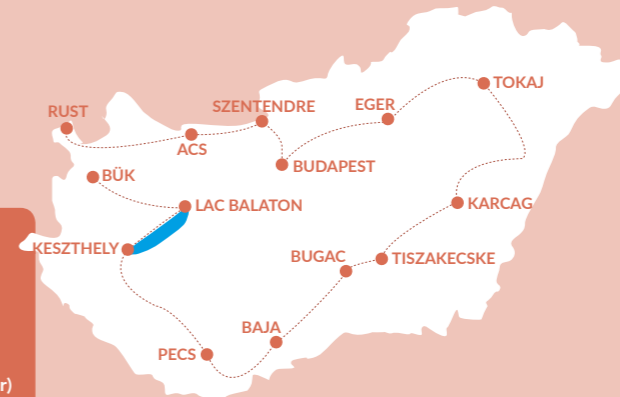 TOKAJ
EGER
SZENTENDRE
RUST
ACS
BUDAPEST
BÜK
LAC BALATON
KARCAG
KESZTHELY
BUGAC
TISZAKECSKE
BAJA
PECS
r)